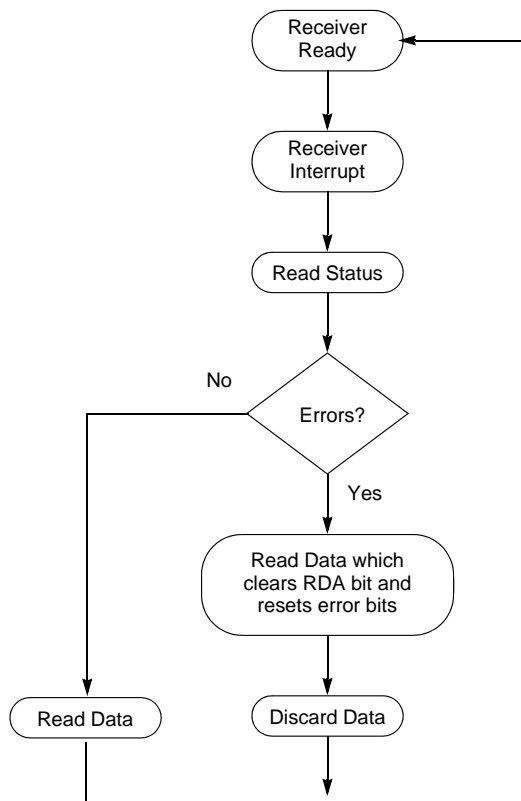 Receiver
Ready
Receiver
Interrupt
Read Status
No
Errors?
Yes
Read Data which
clears RDA bit and
resets error bits
Read Data
Discard Data